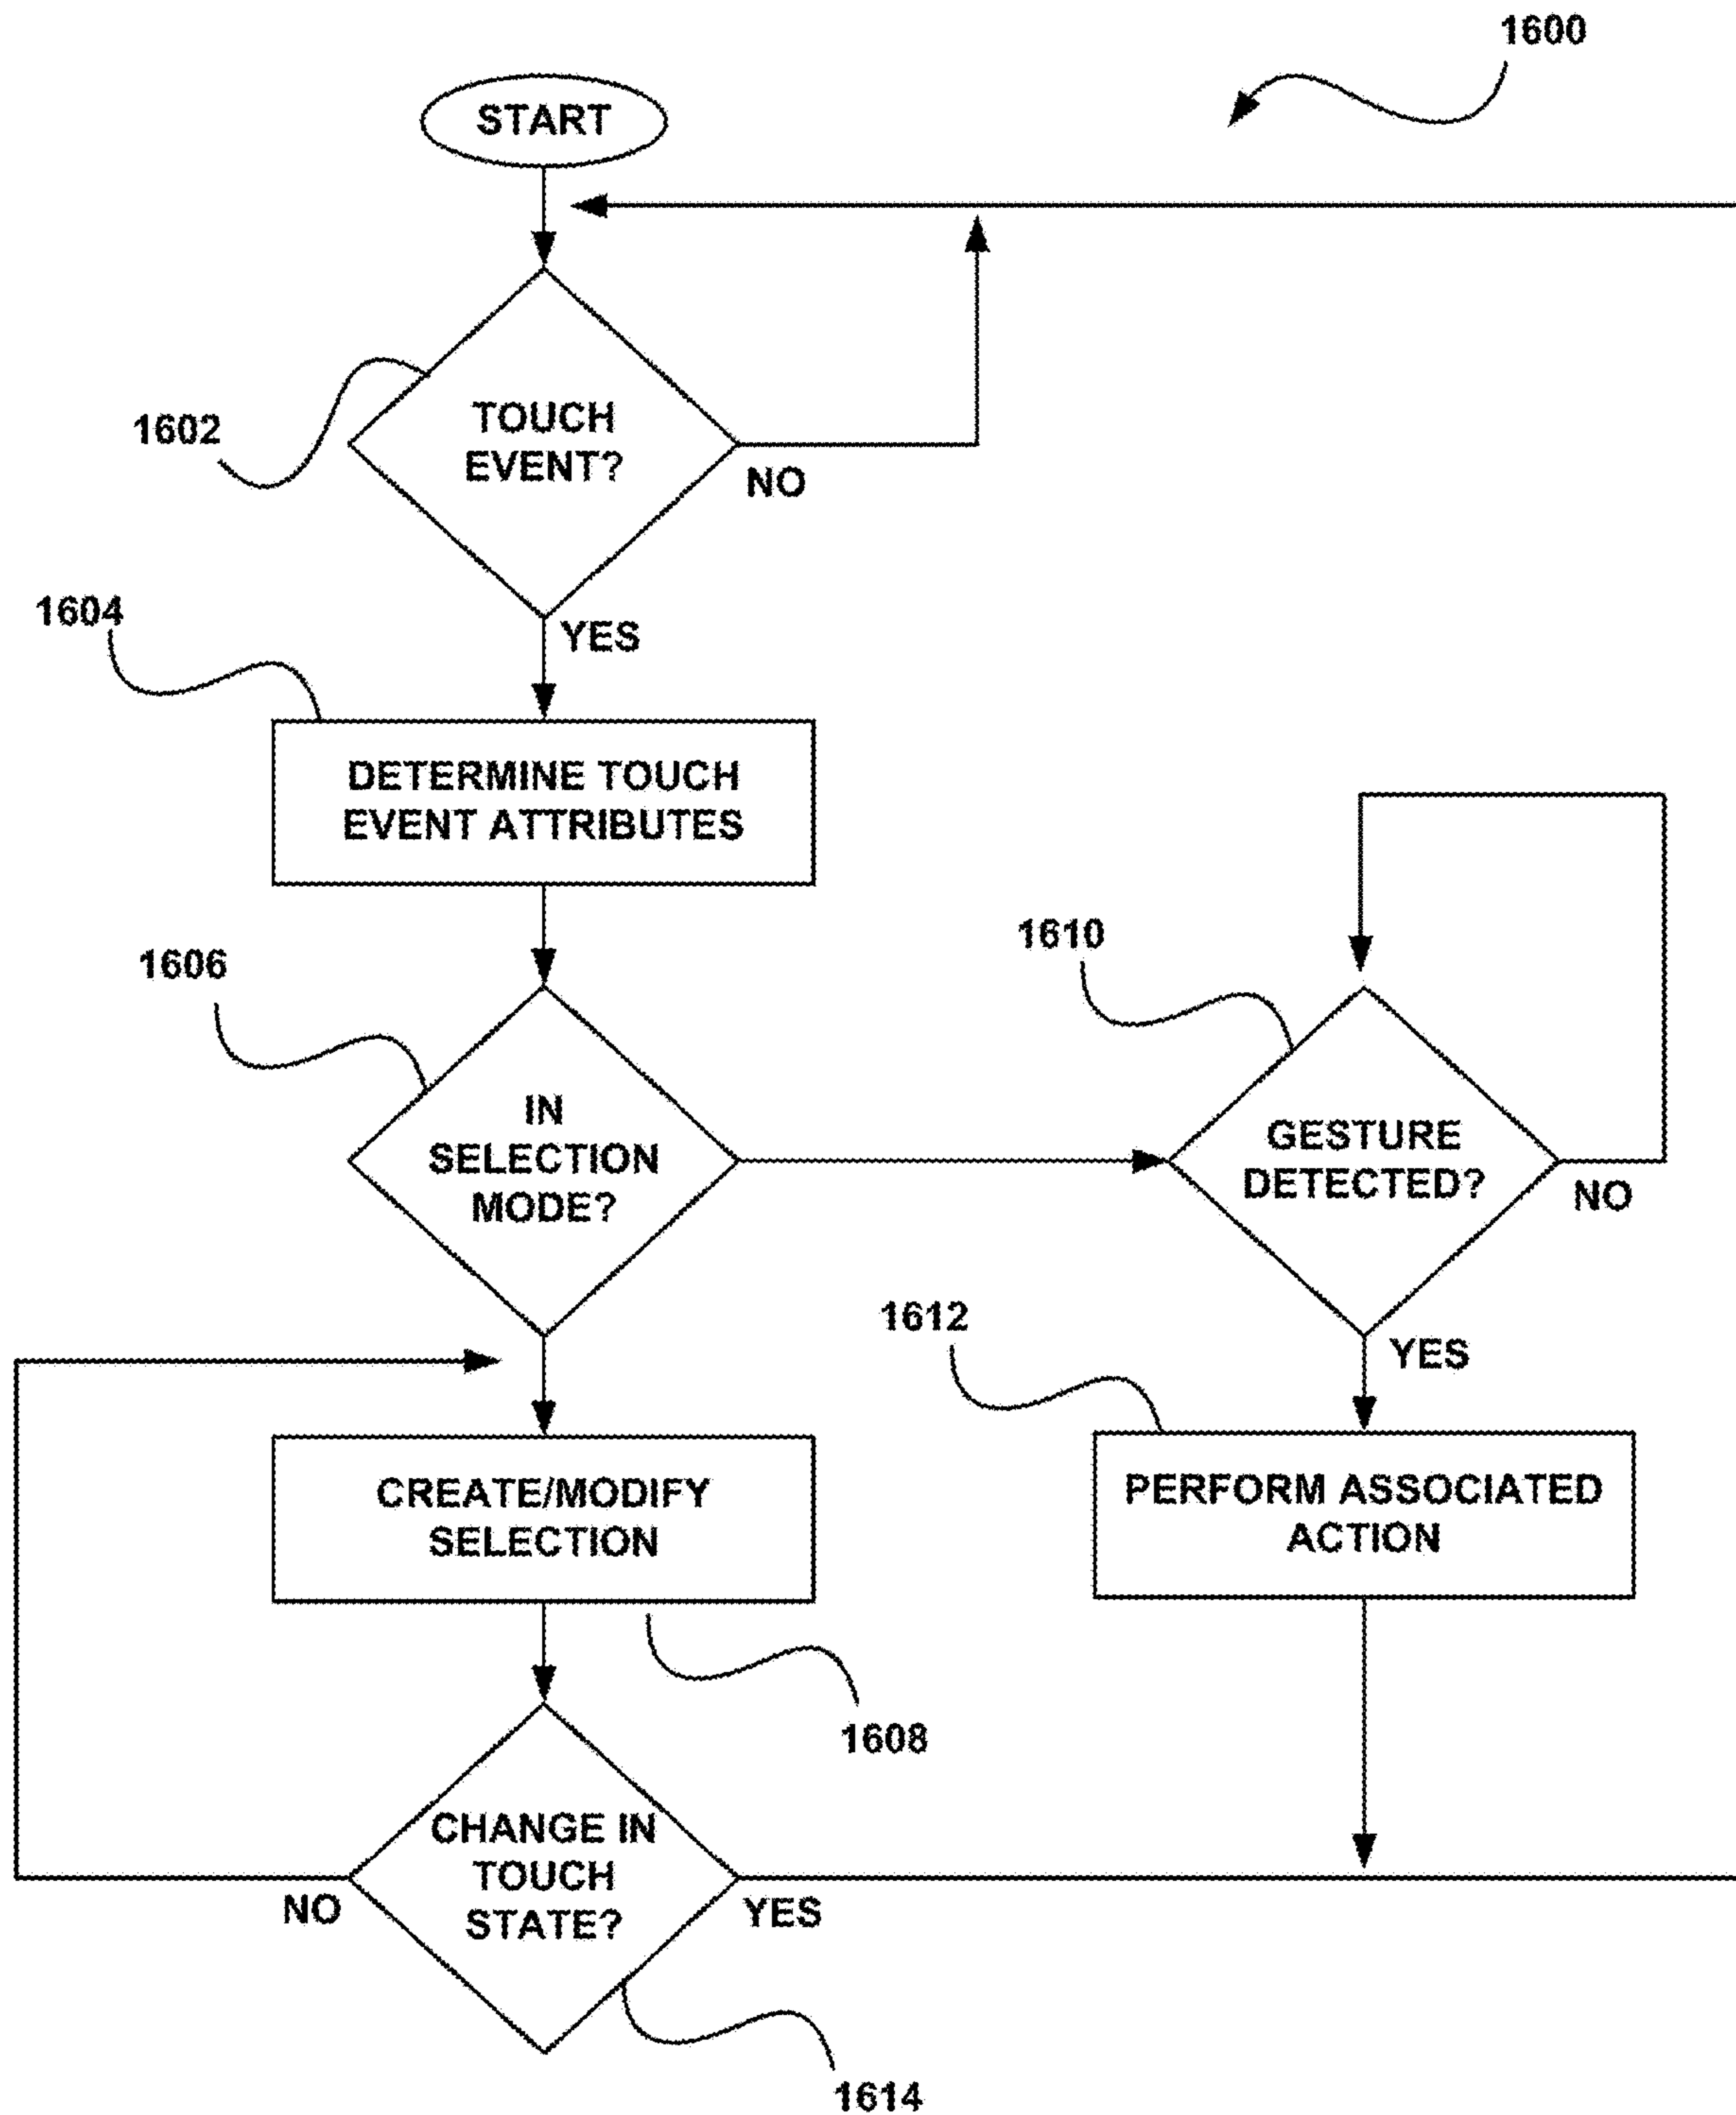 1600
START
1602
TOUCH
EVENT?
NO
YES
1604
DETERMINE TOUCH
EVENT ATTRIBUTES
1606
IN
SELECTION
MODE?
1610
GESTURE
DETECTED?
NO
YES
1612
PERFORM ASSOCIATED
ACTION
CREATE/MODIFY
SELECTION
1608
CHANGE IN
TOUCH
STATE?
NO
YES
1614